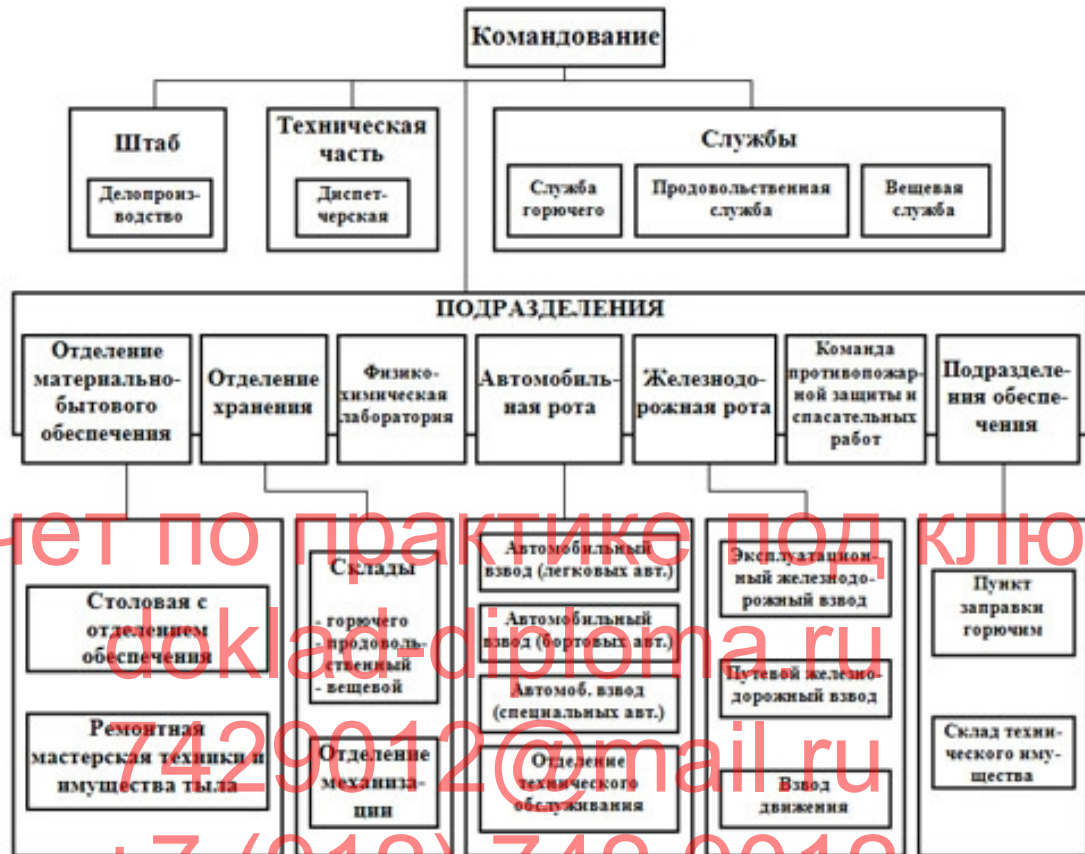 Командование
Штаб
Делопроиз-
водство
Техническая
часть
Диспет-
черская
Службы
Служба
горючего
Продовольственная
служба
Вещевая
служба
ПОДРАЗДЕЛЕНИЯ
Отделение
материально-
бытового
обеспечения
Отделение
хранения
Физико-
химическая
лаборатория
Автомобиль-
ная рота
Железнодо-
рожная рота
Команда
противопожар-
ной защиты и
спасательных
работ
Подразделе-
ния обеспе-
чения
Столовая с
отделением
обеспечения
Ремонтная
мастерская техники и
имущества тыла
Склады
- горючего
- продоволь-
ственный
- вещевой
Отделение
механиза-
ции
Автомобильный
взвод (легковых авт.)
Автомобильный
взвод (бортовых авт.)
Автомоб. взвод
(специальных авт.)
Отделение
технического
обслуживания
Эксплуатацион-
ный железнодо-
рожный взвод
Путевой железно-
дорожный взвод
Взвод
движения
Пункт
заправки
горючим
Склад техни-
ческого иму-
щества
чет по практике под клю
doklad-diploma.ru
7429012@mail.ru